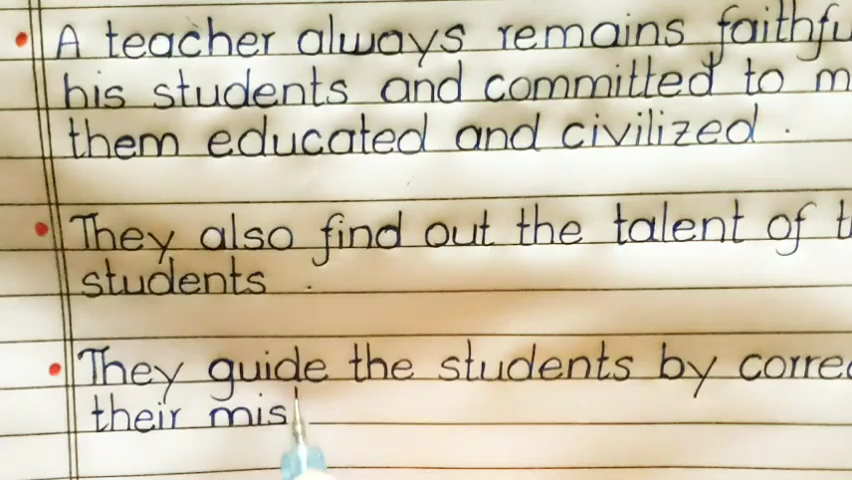 A teacher always remains faithfu
his students and committed to m
them educated and civilized.
They also find out the talent of t
students.
They guide the students by corre
their mis